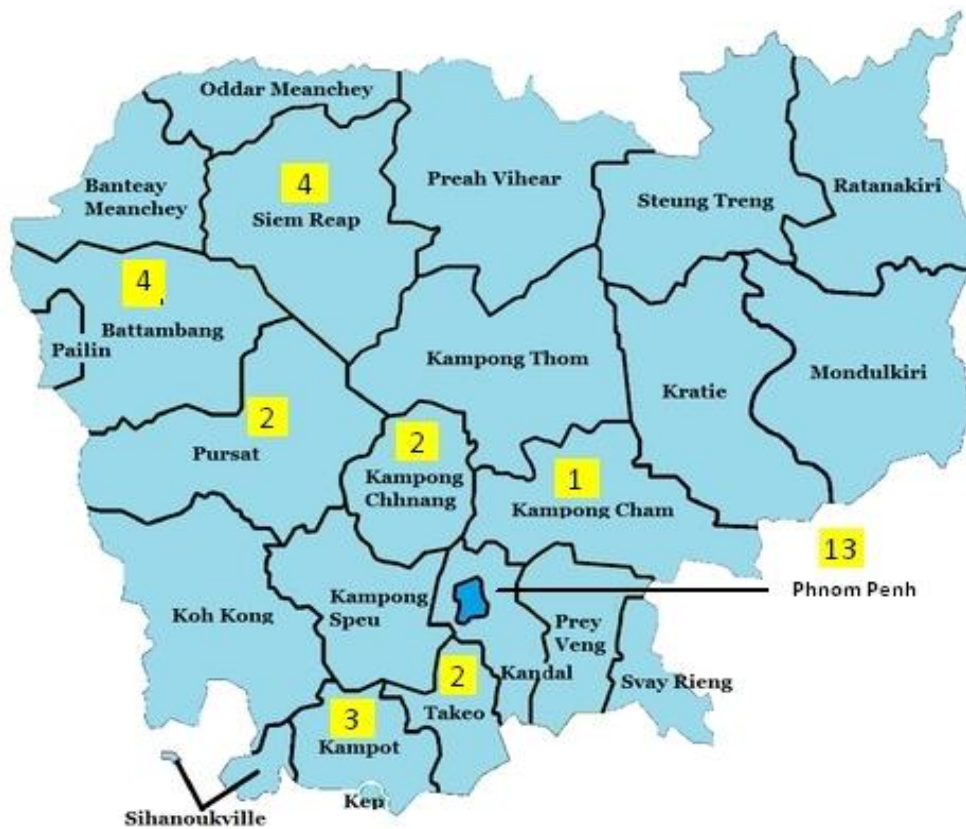 Oddar Meanchey
Banteay
Meanchey
4
Siem Reap
Preah Vihear
Steung Treng
Ratanakiri
4
Battambang
Pailin
Kampong Thom
Kratie
Mondulkiri
2
Pursat
2
Kampong
Chhnang
1
Kampong Cham
13
Phnom Penh
Koh Kong
Kampong
Speu
Prey
Veng
Kandal
Svay Rieng
2
Takeo
3
Kampot
Kep
Sihanoukville